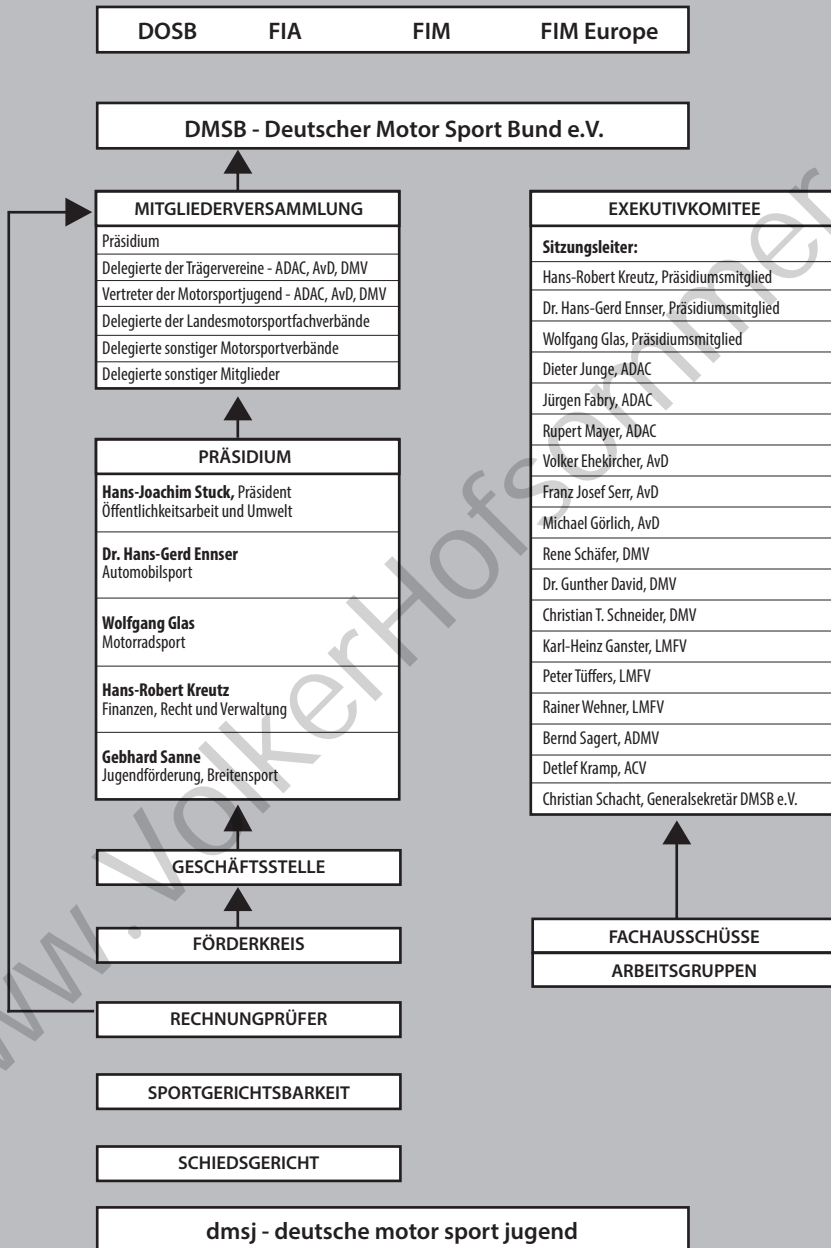 DOSB FIA FIM FIM Europe
DMSB - Deutscher Motor Sport Bund e.V.
MITGLIEDERVERSAMMLUNG
Präsidium
Delegierte der Trägervereine - ADAC, AvD, DMV
Vertreter der Motorsportjugend - ADAC, AvD, DMV
Delegierte der Landesmotorsportfachverbände
Delegierte sonstiger Motorsportverbände
Delegierte sonstiger Mitglieder
PRÄSIDIUM
Hans-Joachim Stuck, Präsident
Öffentlichkeitsarbeit und Umwelt
Dr. Hans-Gerd Ennser
Automobilsport
Wolfgang Glas
Motorradsport
Hans-Robert Kreutz
Finanzen, Recht und Verwaltung
Gebhard Sanne
Jugendförderung, Breitensport
GESCHÄFTSSTELLE
FÖRDERKREIS
RECHNUNGPRÜFER
SPORTGERICHTSBARKEIT
SCHIEDSGERICHT
EXEKUTIVKOMITEE
Sitzungsleiter:
Hans-Robert Kreutz, Präsidiumsmitglied
Dr. Hans-Gerd Ennser, Präsidiumsmitglied
Wolfgang Glas, Präsidiumsmitglied
Dieter Junge, ADAC
Jürgen Fabry, ADAC
Rupert Mayer, ADAC
Volker Ehekircher, AvD
Franz Josef Serr, AvD
Michael Görlich, AvD
Rene Schäfer, DMV
Dr. Gunther David, DMV
Christian T. Schneider, DMV
Karl-Heinz Ganster, LMFV
Peter Tüffers, LMFV
Rainer Wehner, LMFV
Bernd Sagert, ADMV
Detlef Kramp, ACV
Christian Schacht, Generalsekretär DMSB e.V.
FACHAUSSCHÜSSE
ARBEITSGRUPPEN
dmsj - deutsche motor sport jugend
www.VolkerHofsommer